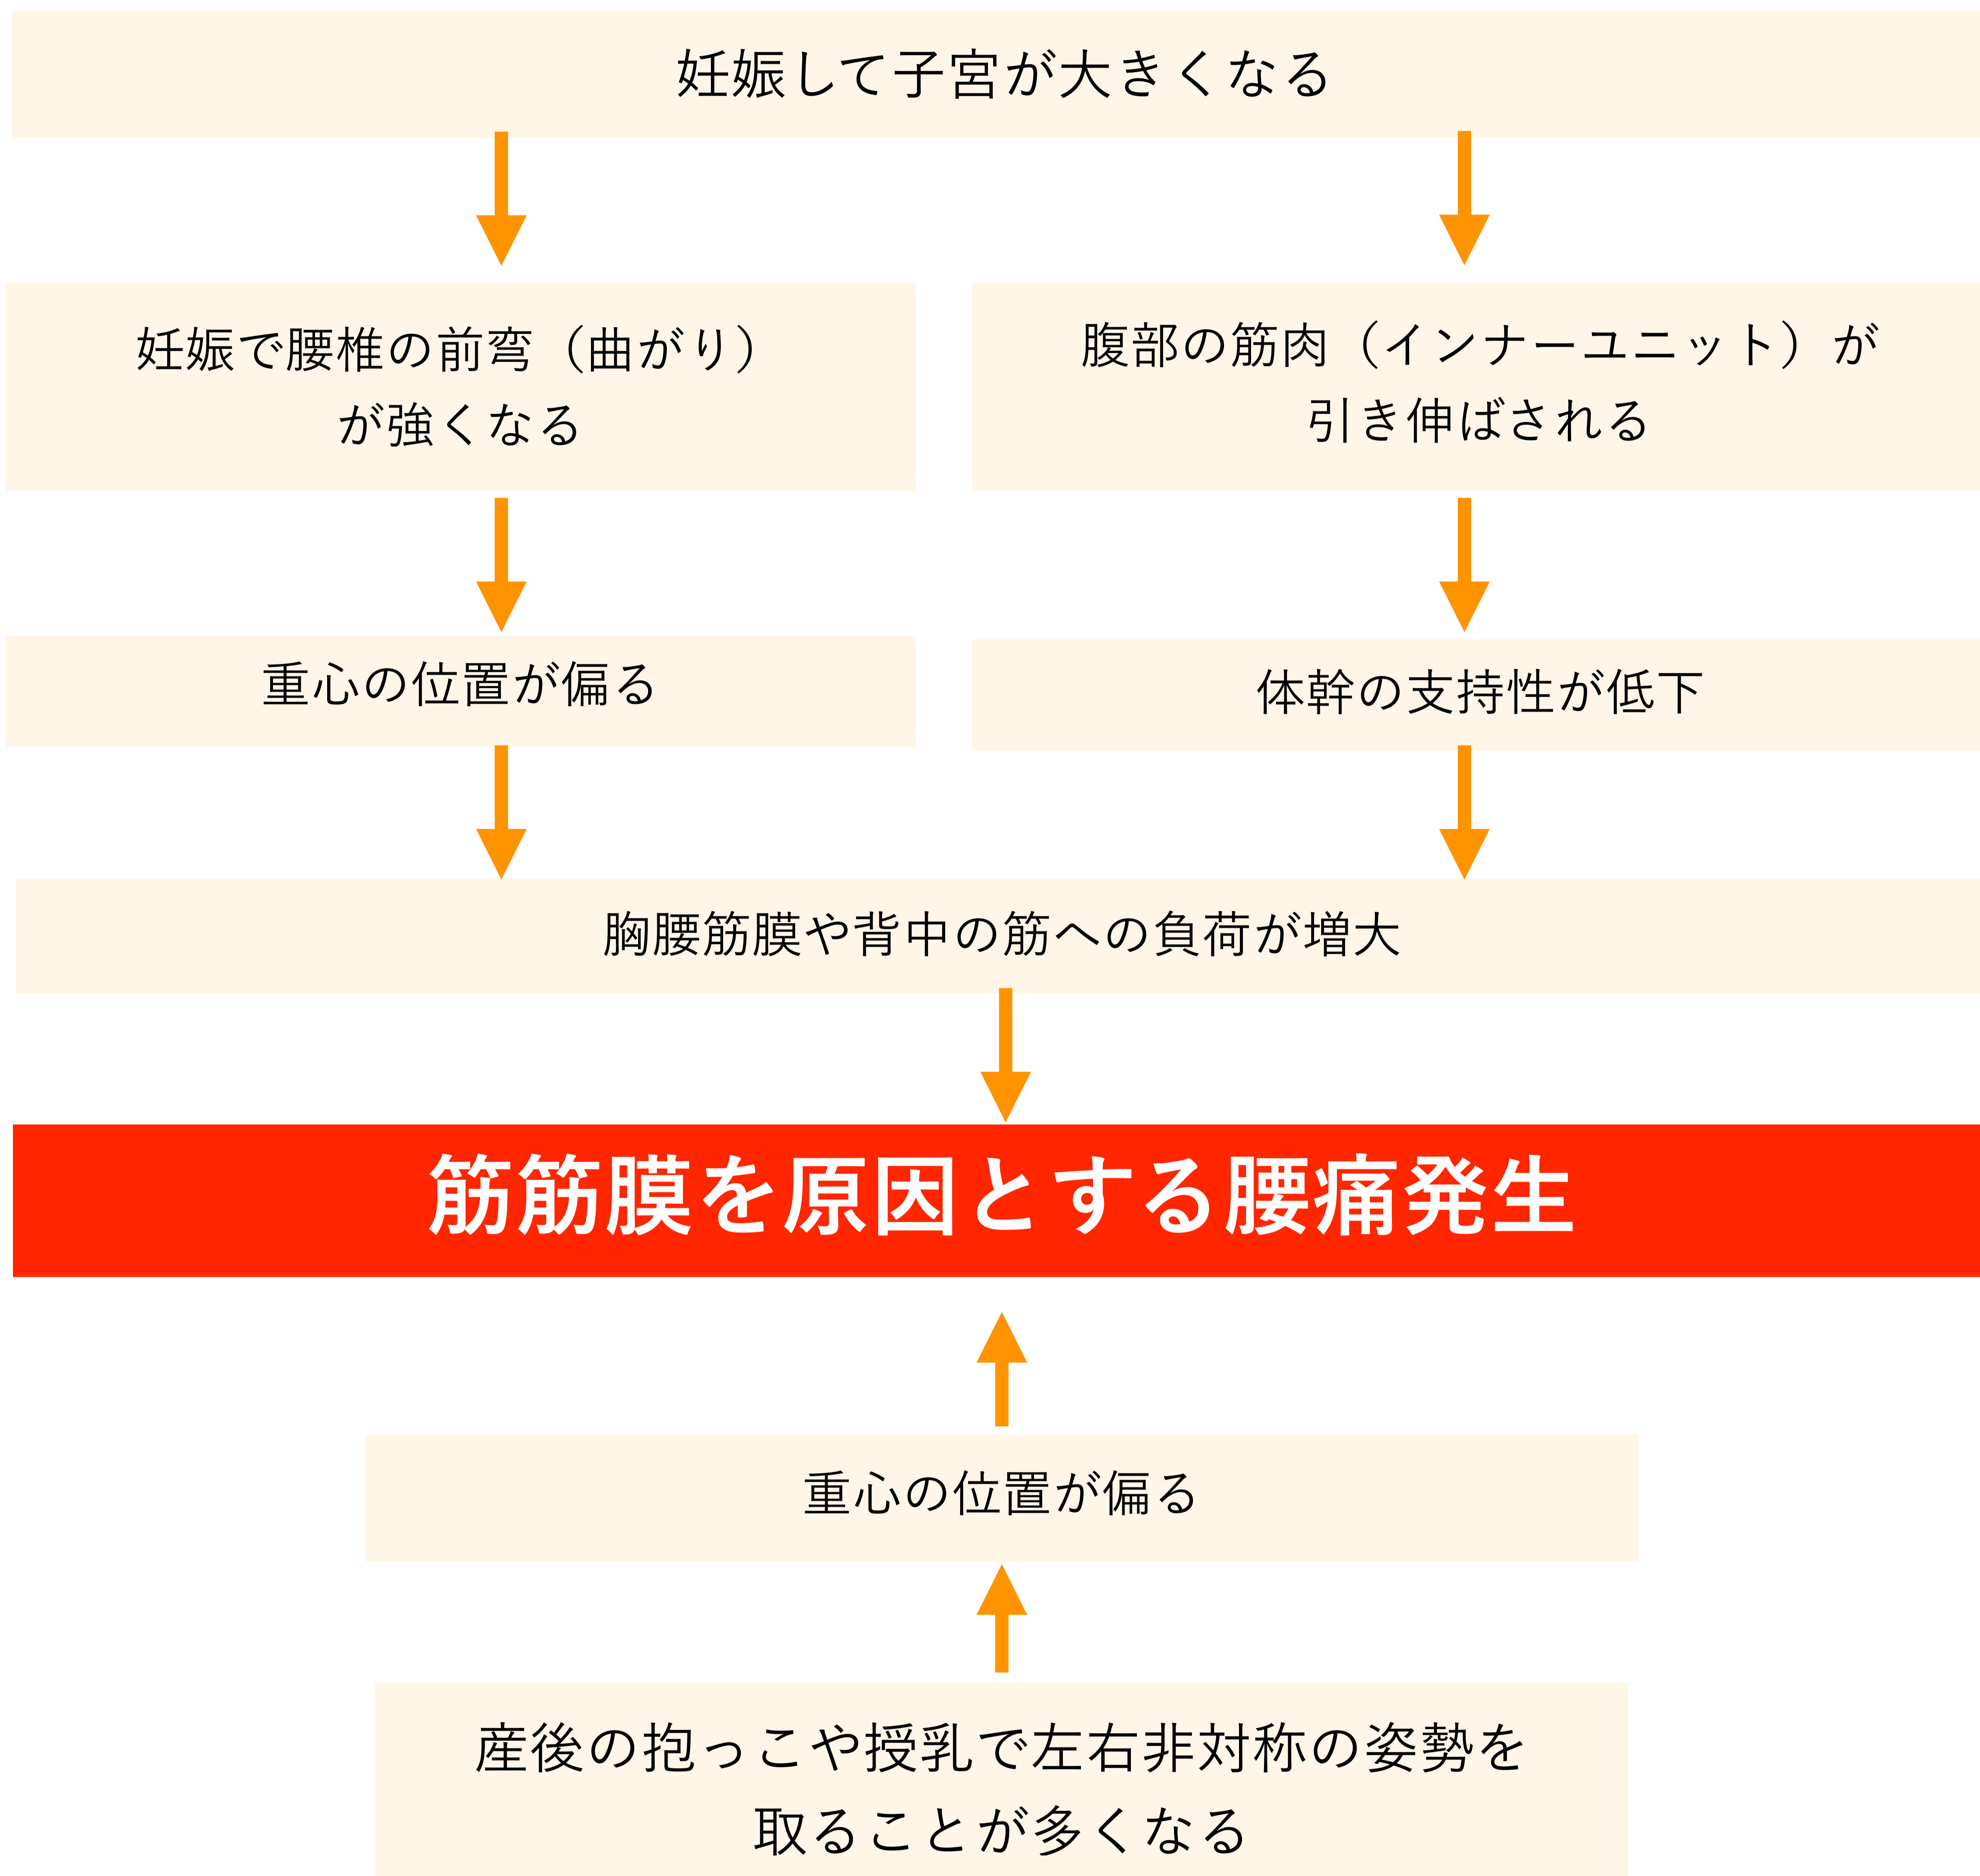 妊娠して子宮が大きくなる
妊娠で腰椎の前弯（曲がり）
が強くなる
腹部の筋肉（インナーユニット）が
引き伸ばされる
重心の位置が偏る
体幹の支持性が低下
胸腰筋膜や背中の筋への負荷が増大
筋筋膜を原因とする腰痛発生
重心の位置が偏る
産後の抱っこや授乳で左右非対称の姿勢を
取ることが多くなる